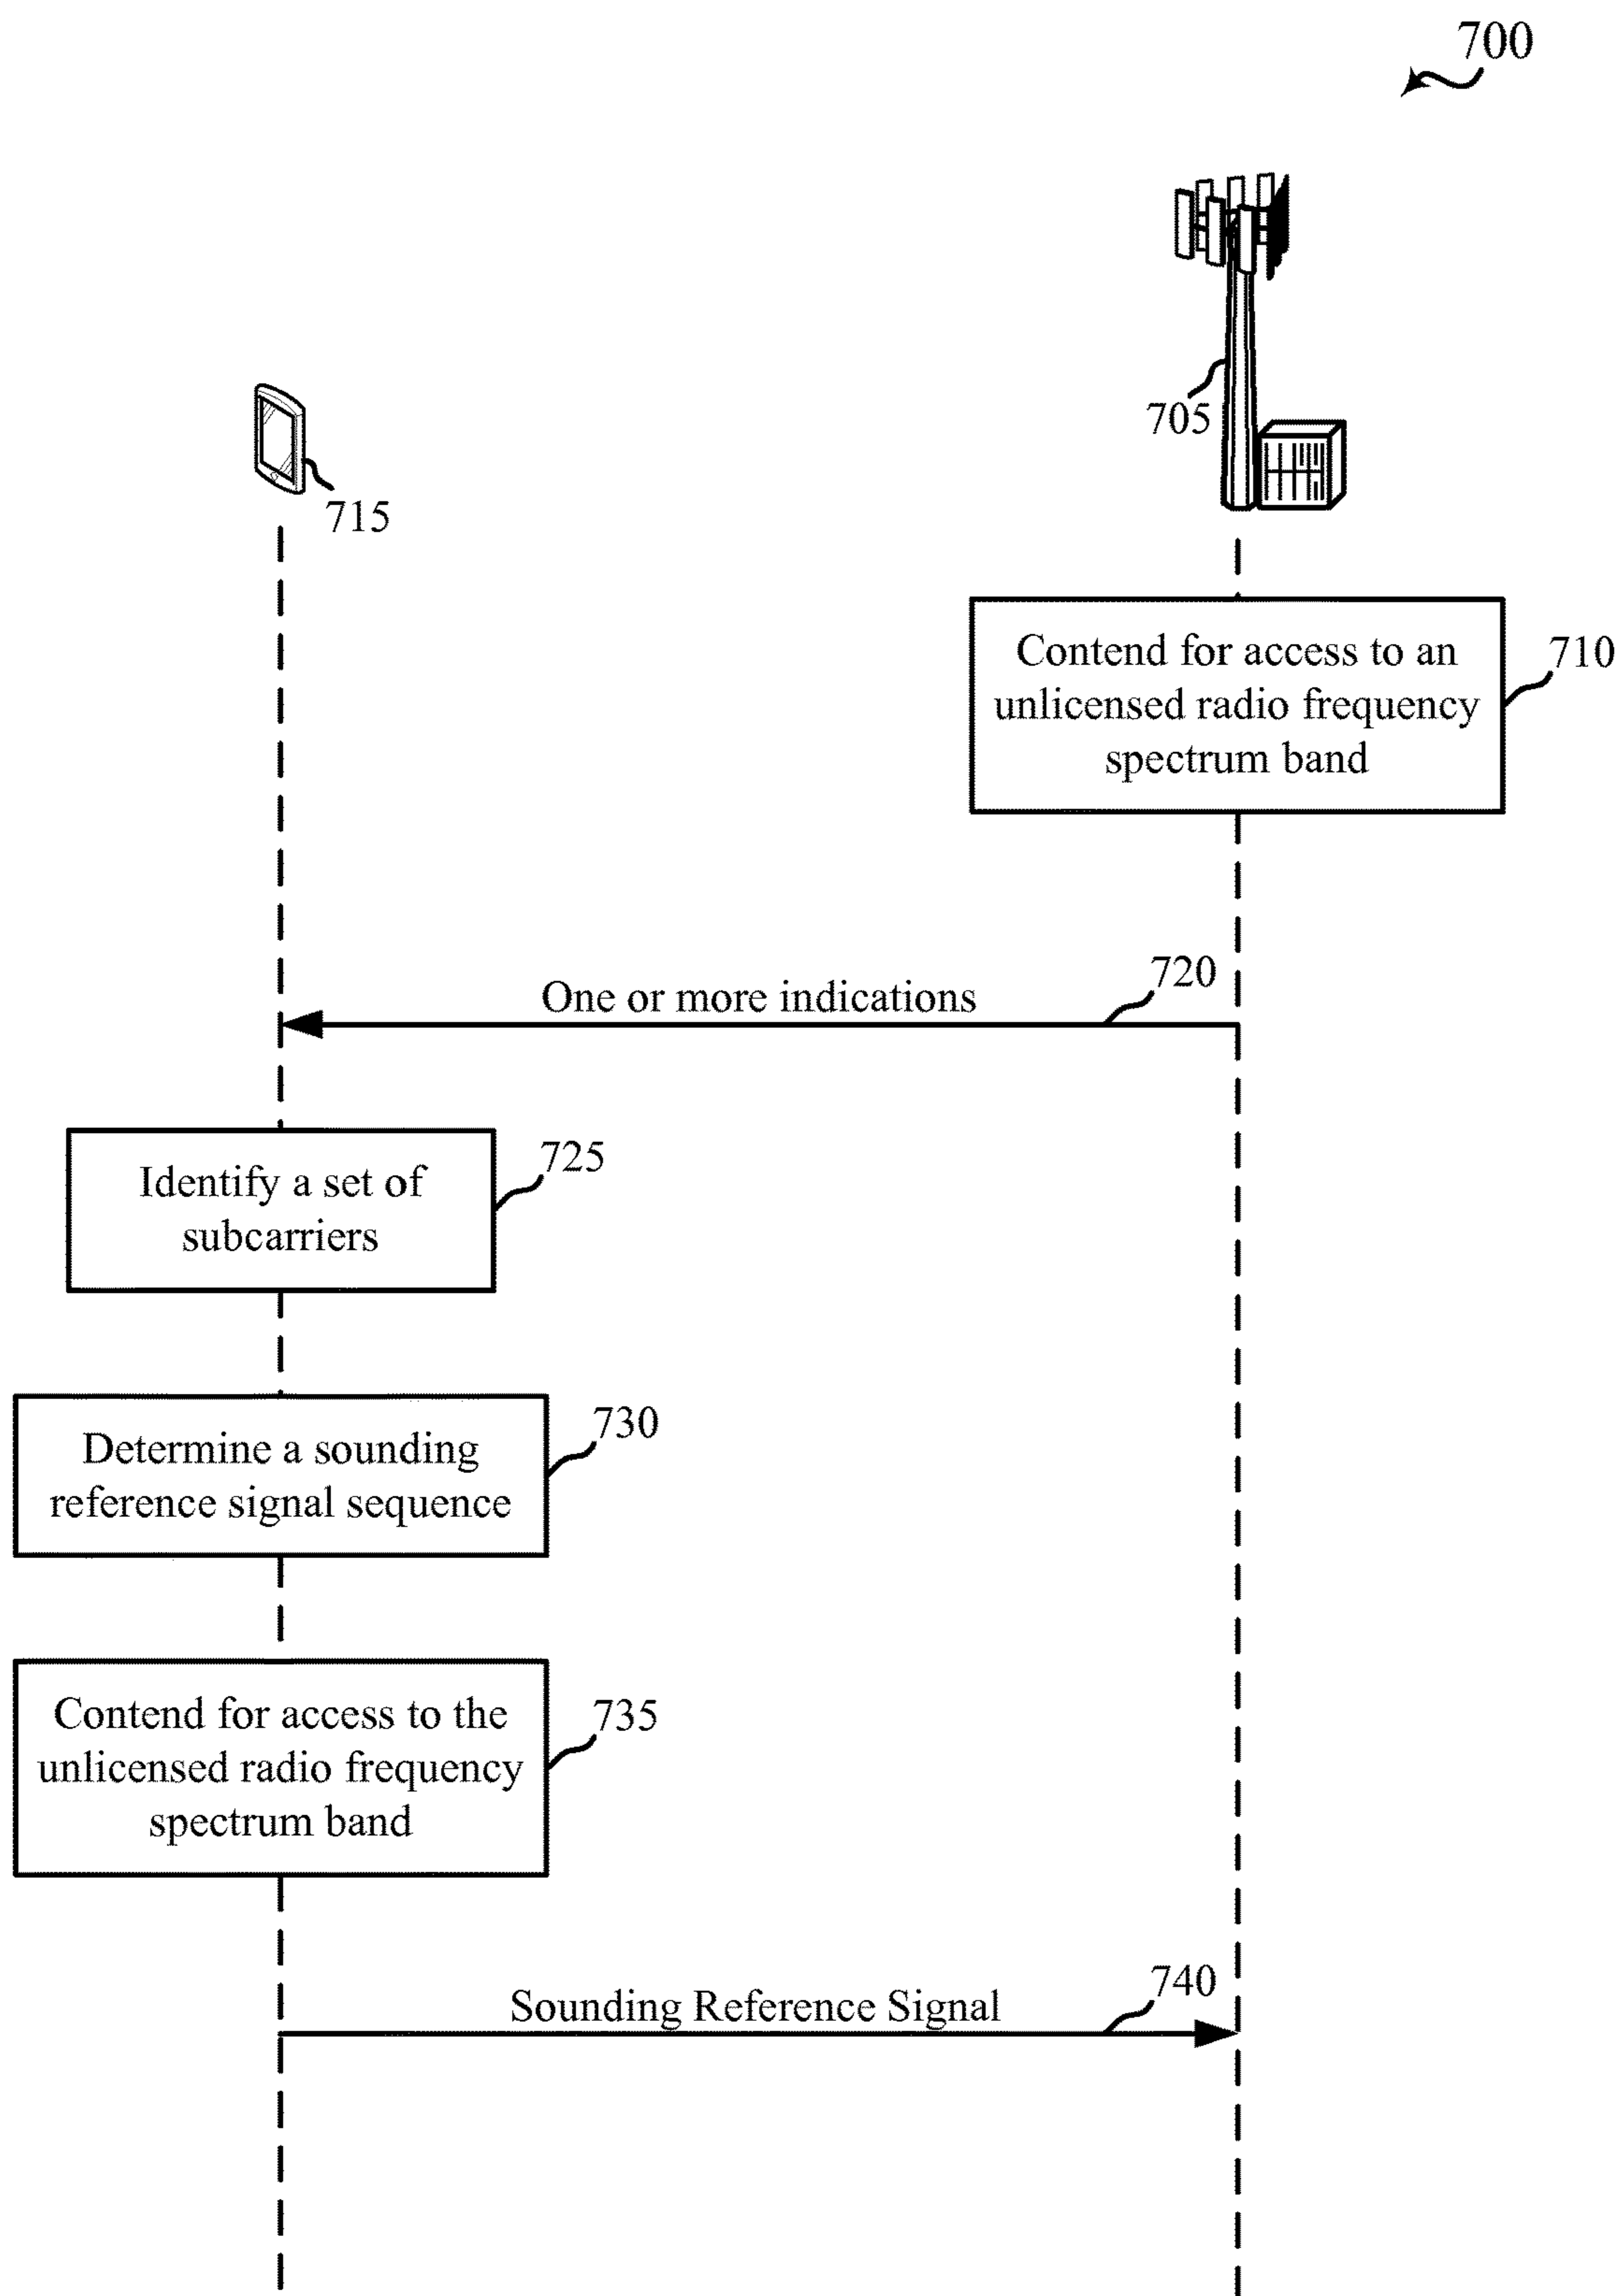 700
705
715
Contend for access to an
unlicensed radio frequency
spectrum band
710
720
One or more indications
725
Identify a set of
subcarriers
730
Determine a sounding
reference signal sequence
735
Contend for access to the
unlicensed radio frequency
spectrum band
740
Sounding Reference Signal